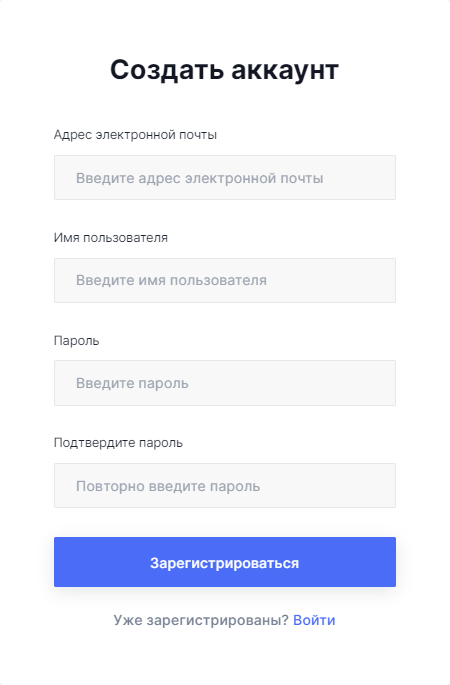 Создать аккаунт
Адрес электронной почты
Введите адрес электронной почты
Имя пользователя
Введите имя пользователя
Пароль
Введите пароль
Подтвердите пароль
Повторно введите пароль
Зарегистрироваться
Уже зарегистрированы? Войти